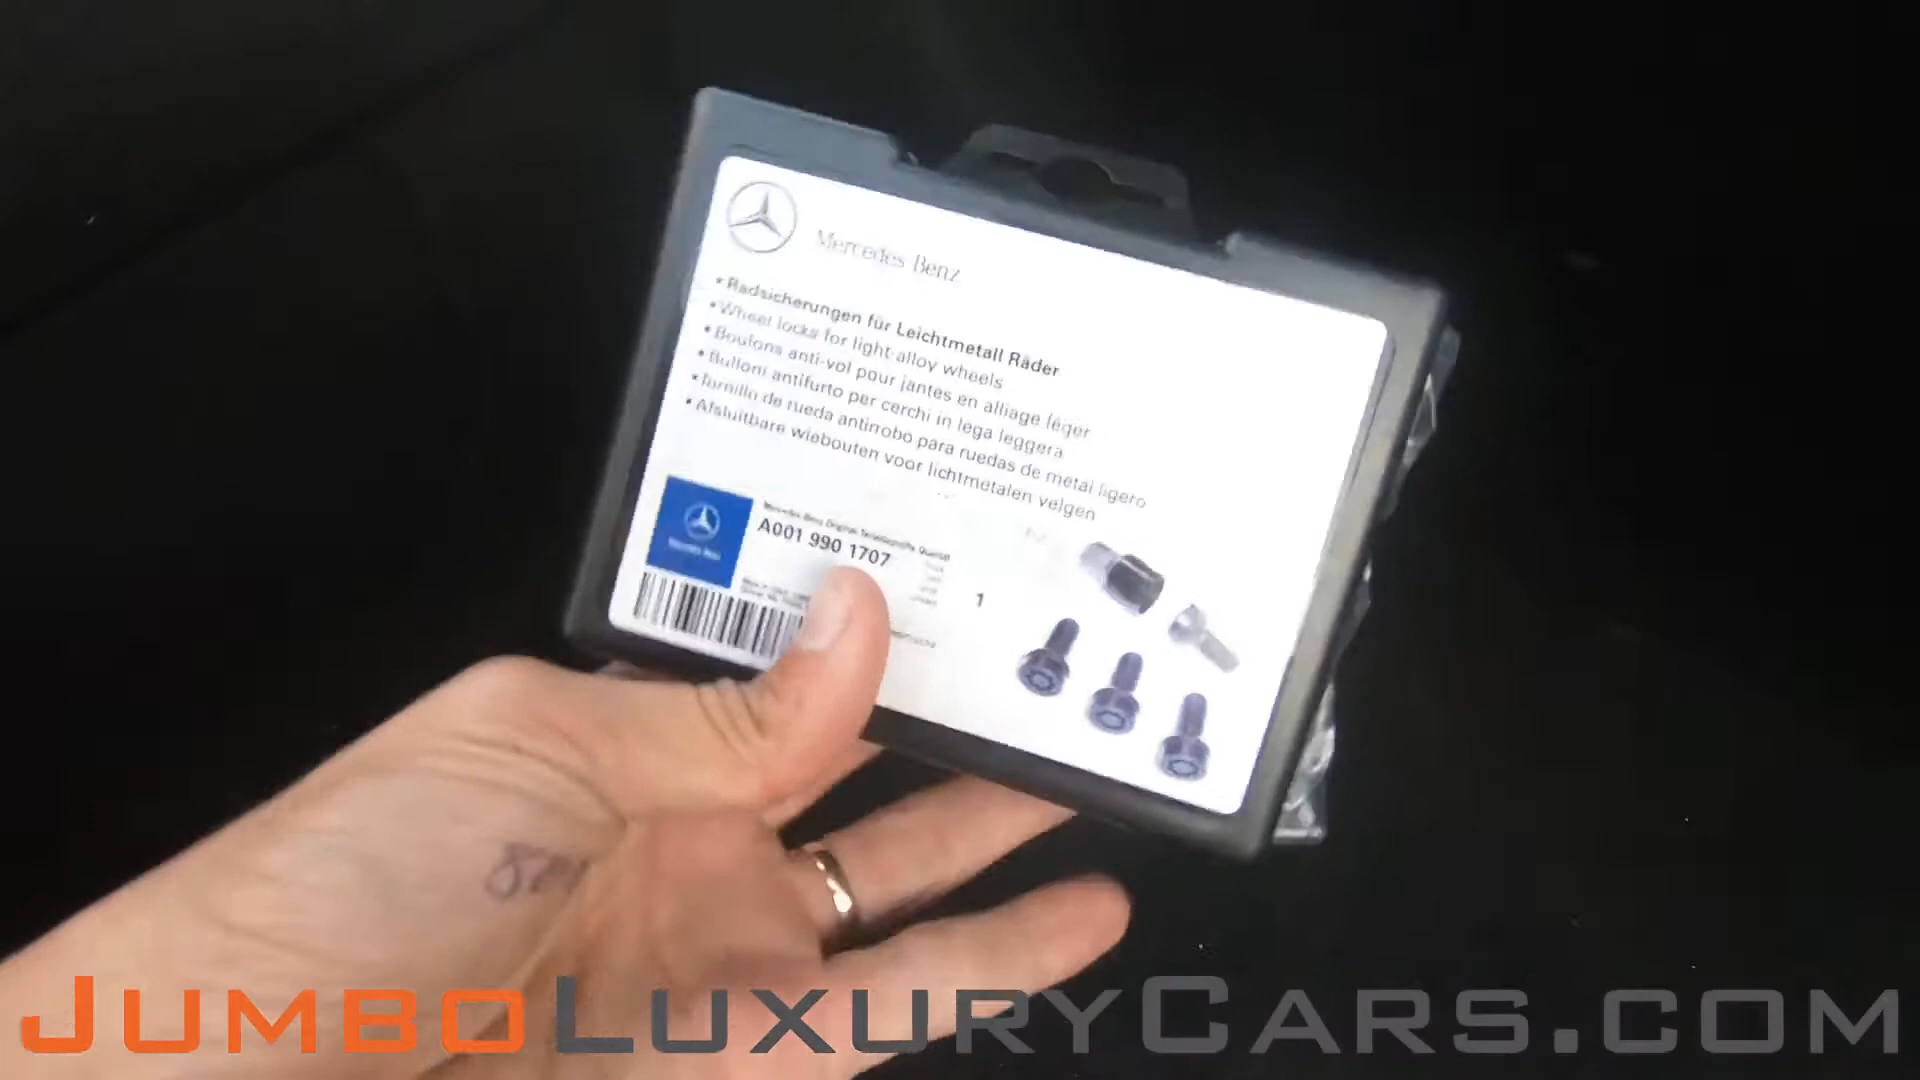 Mercedes Benz
• Radsicherungen für Leichtmetall Räder
• Wheel locks for light-alloy wheels
• Boulons anti-vol pour jantes en alliage léger
• Bulloni antifurto per cerchi in lega leggera
• Tornillo de rueda antirrobo para ruedas de metal ligero
• Afsluitbare wielbouten voor lichtmetalen velgen
A001 990 1707
1
JUMBOLUXURYCARS.COM